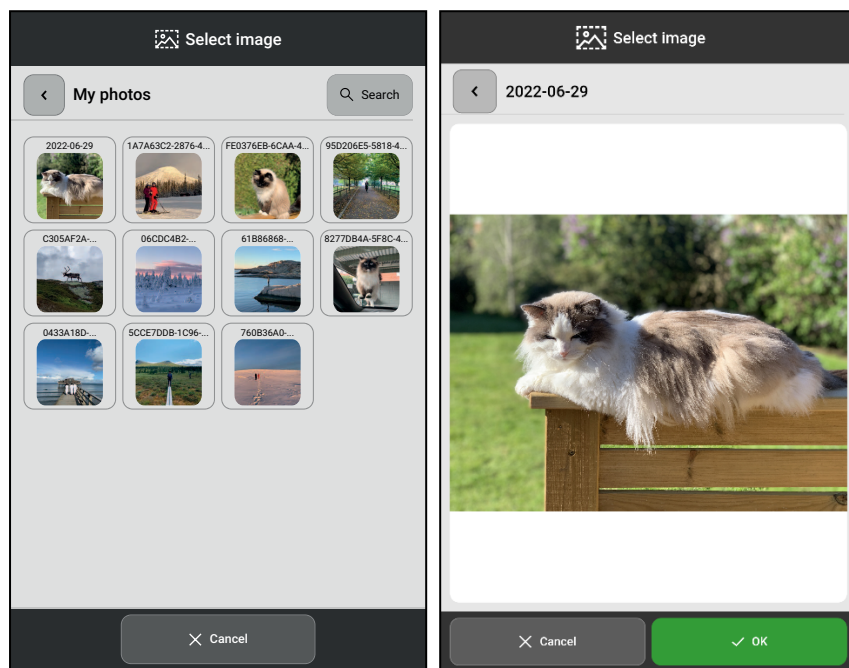 Select image
My photos
Search
2022-06-29
1A7A63C2-2876-4...
FE0376EB-6CAA-4...
95D206E5-5818-4...
C305AF2A-...
06CDC4B2-...
61B86868-...
8277DB4A-5F8C-4...
0433A18D-...
5CCE7DDB-1C96-...
760B36A0-...
Cancel
Select image
2022-06-29
Cancel
OK